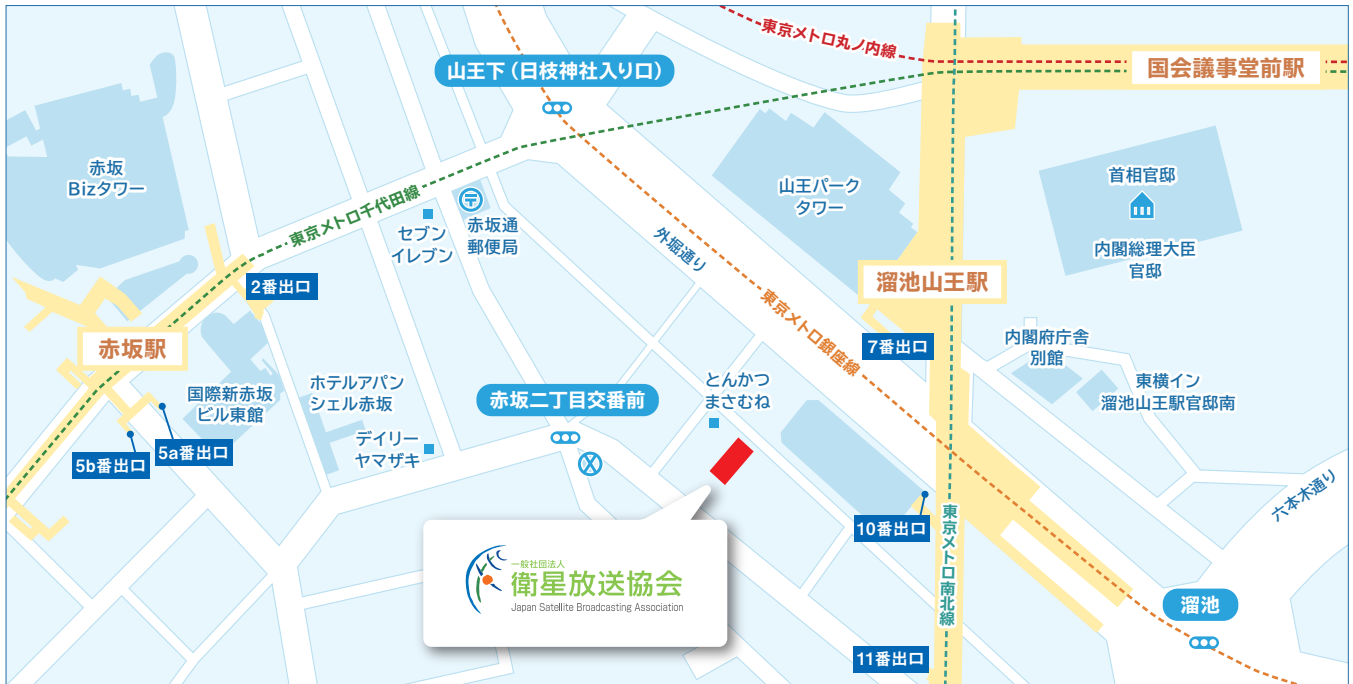 東京メトロ丸ノ内線
山王下（日枝神社入り口）
国会議事堂前駅
赤坂
Bizタワー
山王パーク
タワー
首相官邸
内閣総理大臣
官邸
東京メトロ千代田線
〒
赤坂通
郵便局
セブン
イレブン
外堀通り
溜池山王駅
2番出口
東京メトロ銀座線
赤坂駅
7番出口
内閣府庁舎
別館
国際新赤坂
ビル東館
ホテルアパン
シェル赤坂
赤坂二丁目交番前
とんかつ
まさむね
東横イン
溜池山王駅官邸南
デイリー
ヤマザキ
5b番出口
5a番出口
六本木通り
10番出口
東京メトロ南北線
一般社団法人
衛星放送協会
Japan Satellite Broadcasting Association
溜池
11番出口